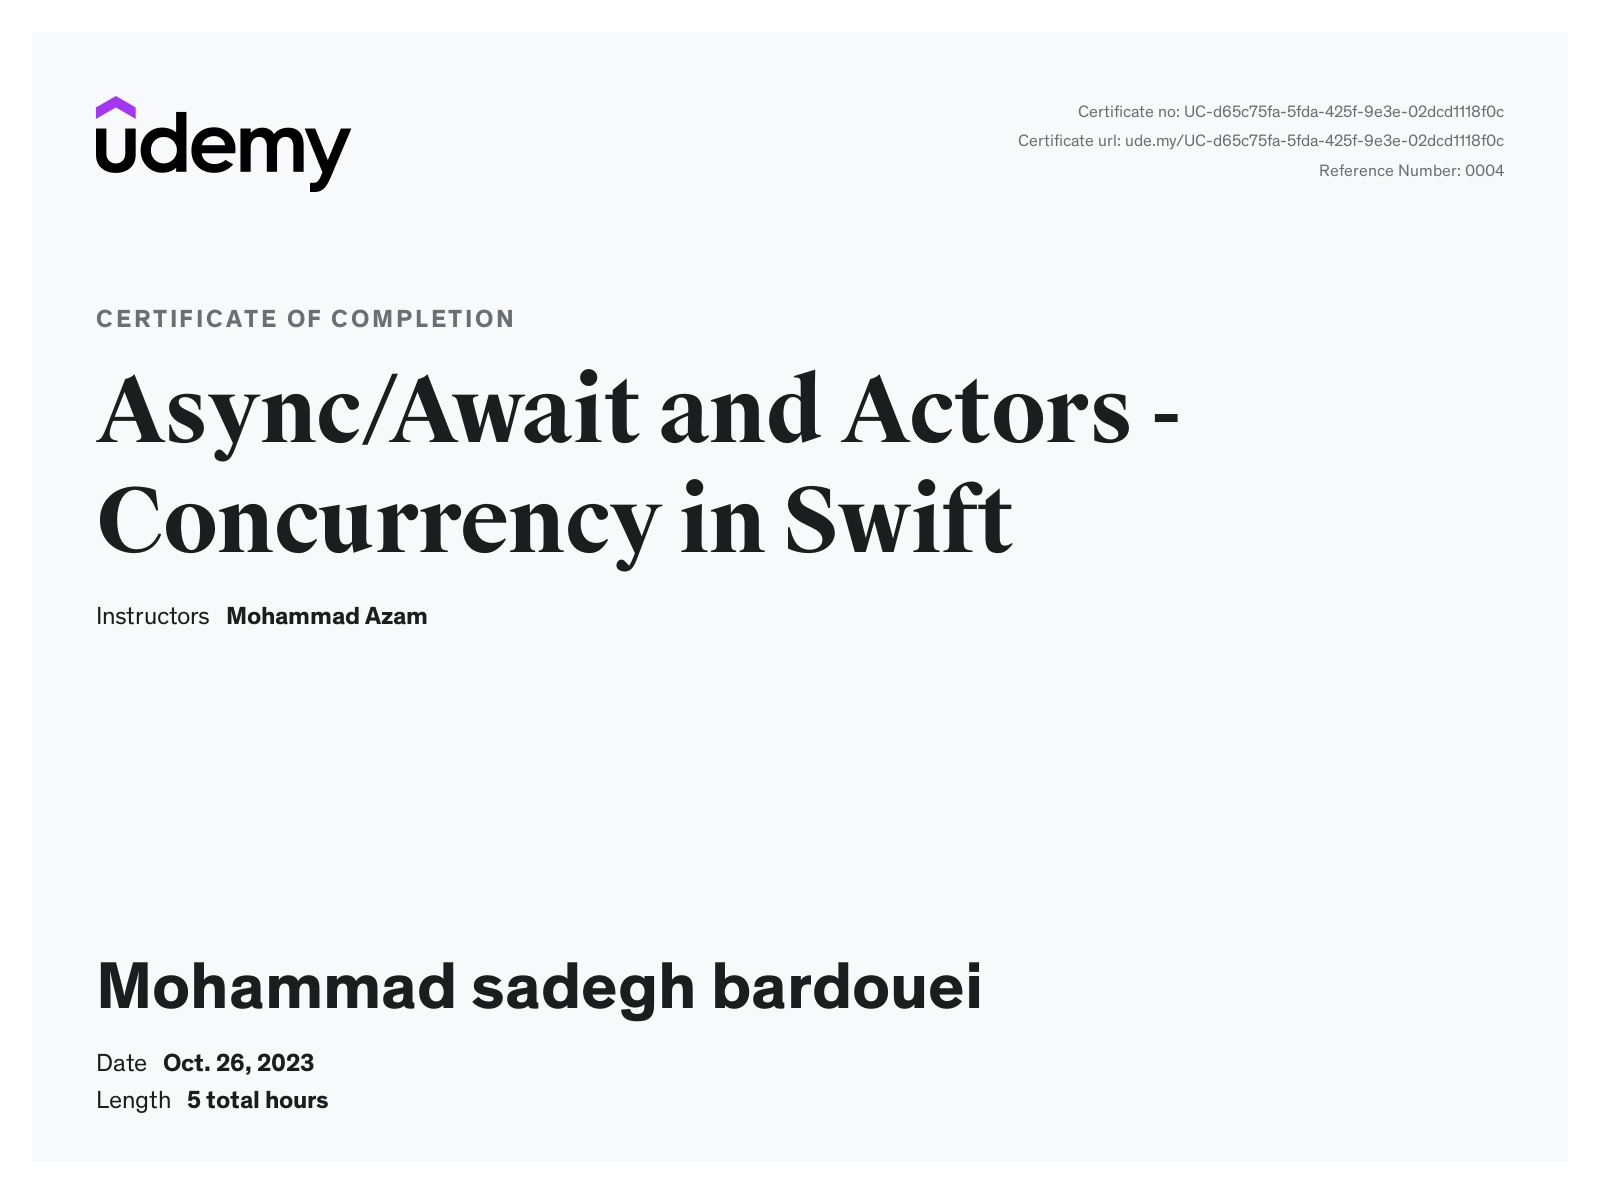 udemy
Certificate no: UC-d65c75fa-5fda-425f-9e3e-02dcd1118f0c
Certificate url: ude.my/UC-d65c75fa-5fda-425f-9e3e-02dcd1118f0c
Reference Number: 0004
CERTIFICATE OF COMPLETION
Async/Await and Actors -
Concurrency in Swift
Instructors Mohammad Azam
Mohammad sadegh bardouei
Date Oct. 26, 2023
Length 5 total hours